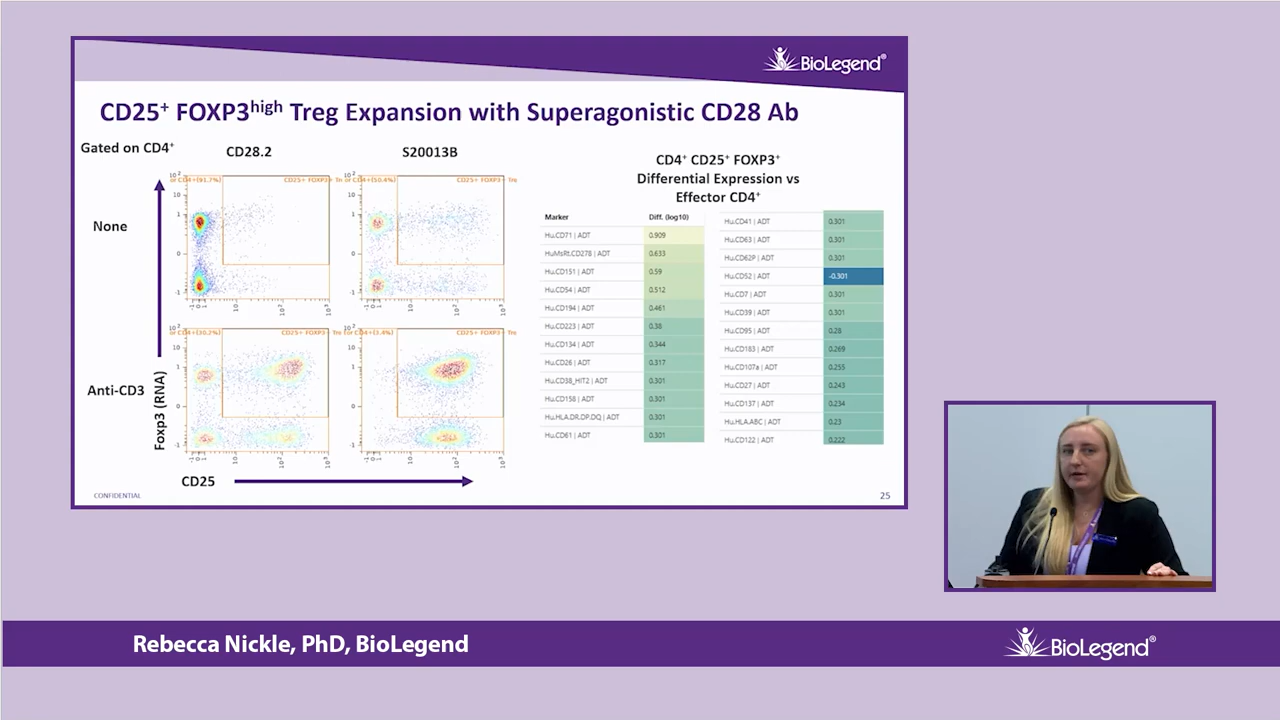 BioLegend®
CD25⁺ FOXP3ʰⁱᵍʰ Treg Expansion with Superagonistic CD28 Ab
Gated on CD4⁺
CD28.2
S20013B
None
Anti-CD3
Foxp3 (RNA)
CD25
CD4⁺ CD25⁺ FOXP3⁺
Differential Expression vs
Effector CD4⁺
Marker Diff. (log10)
Hu.CD71 | ADT 0.909
HuMsRt.CD278 | ADT 0.633
Hu.CD151 | ADT 0.59
Hu.CD54 | ADT 0.512
Hu.CD194 | ADT 0.461
Hu.CD223 | ADT 0.38
Hu.CD134 | ADT 0.344
Hu.CD26 | ADT 0.317
Hu.CD38_HIT2 | ADT 0.301
Hu.CD158 | ADT 0.301
Hu.HLA.DR.DP.DQ | ADT 0.301
Hu.CD61 | ADT 0.301
Hu.CD41 | ADT 0.301
Hu.CD63 | ADT 0.301
Hu.CD62P | ADT 0.301
Hu.CD52 | ADT -0.301
Hu.CD7 | ADT 0.301
Hu.CD39 | ADT 0.301
Hu.CD95 | ADT 0.28
Hu.CD183 | ADT 0.269
Hu.CD107a | ADT 0.255
Hu.CD27 | ADT 0.243
Hu.CD137 | ADT 0.234
Hu.HLA.ABC | ADT 0.23
Hu.CD122 | ADT 0.222
CONFIDENTIAL
25
Rebecca Nickle, PhD, BioLegend
BioLegend®